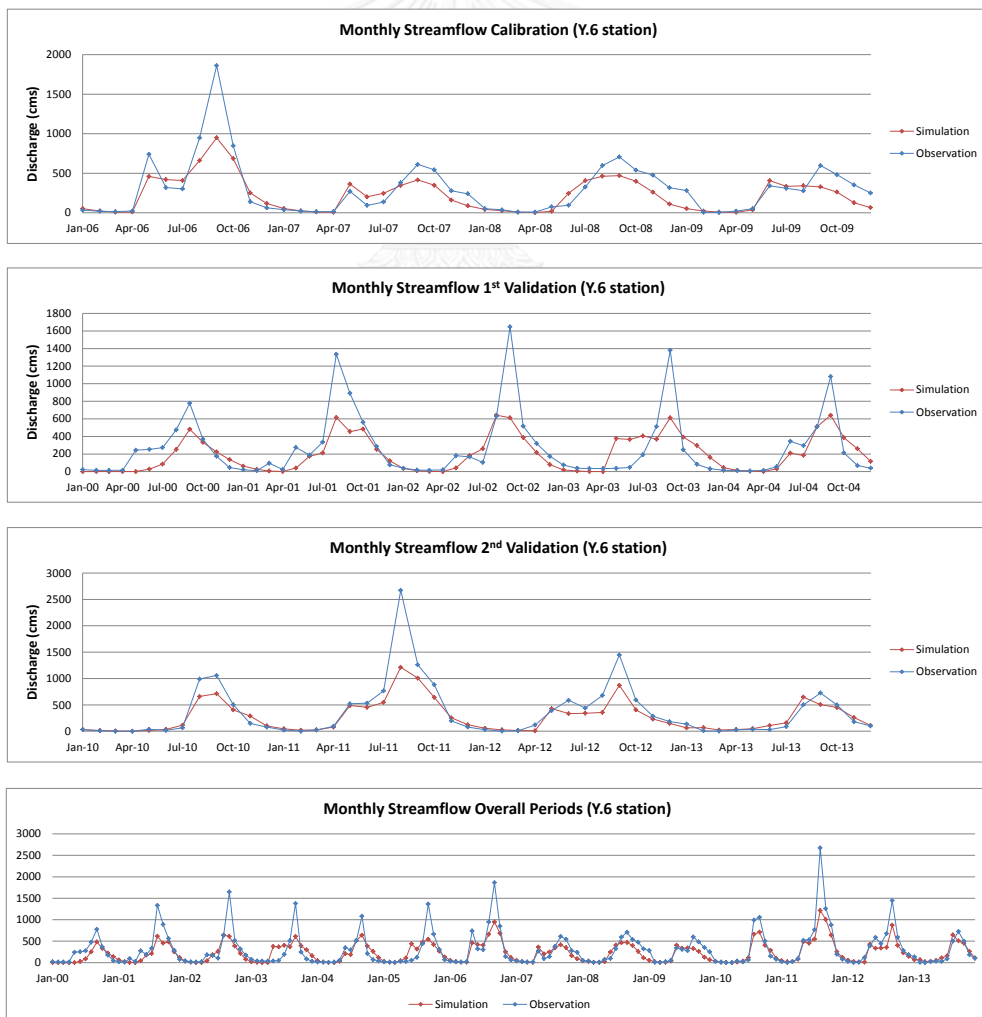 Monthly Streamflow Calibration (Y.6 station)
2000
1500
1000
500
0
Discharge (cms)
Jan-06 Apr-06 Jul-06 Oct-06 Jan-07 Apr-07 Jul-07 Oct-07 Jan-08 Apr-08 Jul-08 Oct-08 Jan-09 Apr-09 Jul-09 Oct-09
Simulation
Observation
Monthly Streamflow 1st Validation (Y.6 station)
1800
1600
1400
1200
1000
800
600
400
200
0
Discharge (cms)
Jan-00 Apr-00 Jul-00 Oct-00 Jan-01 Apr-01 Jul-01 Oct-01 Jan-02 Apr-02 Jul-02 Oct-02 Jan-03 Apr-03 Jul-03 Oct-03 Jan-04 Apr-04 Jul-04 Oct-04
Simulation
Observation
Monthly Streamflow 2nd Validation (Y.6 station)
3000
2500
2000
1500
1000
500
0
Discharge (cms)
Jan-10 Apr-10 Jul-10 Oct-10 Jan-11 Apr-11 Jul-11 Oct-11 Jan-12 Apr-12 Jul-12 Oct-12 Jan-13 Apr-13 Jul-13 Oct-13
Simulation
Observation
Monthly Streamflow Overall Periods (Y.6 station)
3000
2500
2000
1500
1000
500
0
Jan-00 Jan-01 Jan-02 Jan-03 Jan-04 Jan-05 Jan-06 Jan-07 Jan-08 Jan-09 Jan-10 Jan-11 Jan-12 Jan-13
Simulation Observation